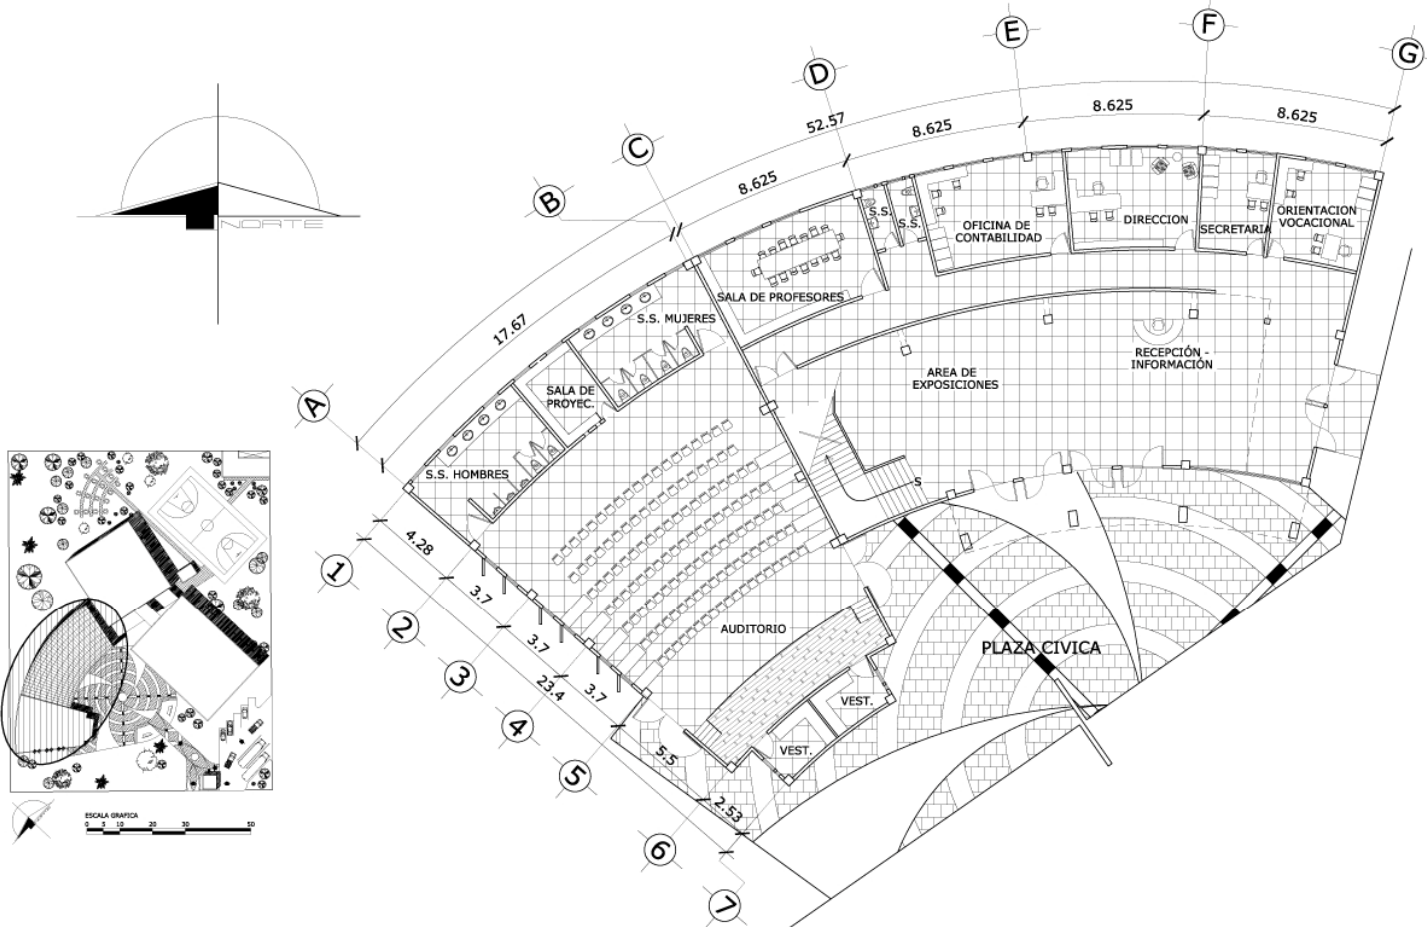 NORTE
A
B
C
D
E
F
G
52.57
17.67
8.625
8.625
8.625
8.625
S.S. HOMBRES
SALA DE
PROYEC.
S.S. MUJERES
SALA DE PROFESORES
S.S.
S.S.
OFICINA DE
CONTABILIDAD
DIRECCION
SECRETARIA
ORIENTACION
VOCACIONAL
AREA DE
EXPOSICIONES
RECEPCIÓN -
INFORMACIÓN
S
AUDITORIO
VEST.
VEST.
PLAZA CIVICA
1
2
3
4
5
6
7
4.28
3.7
3.7
3.7
23.4
5.5
2.53
ESCALA GRAFICA
0 5 10 20 30 50